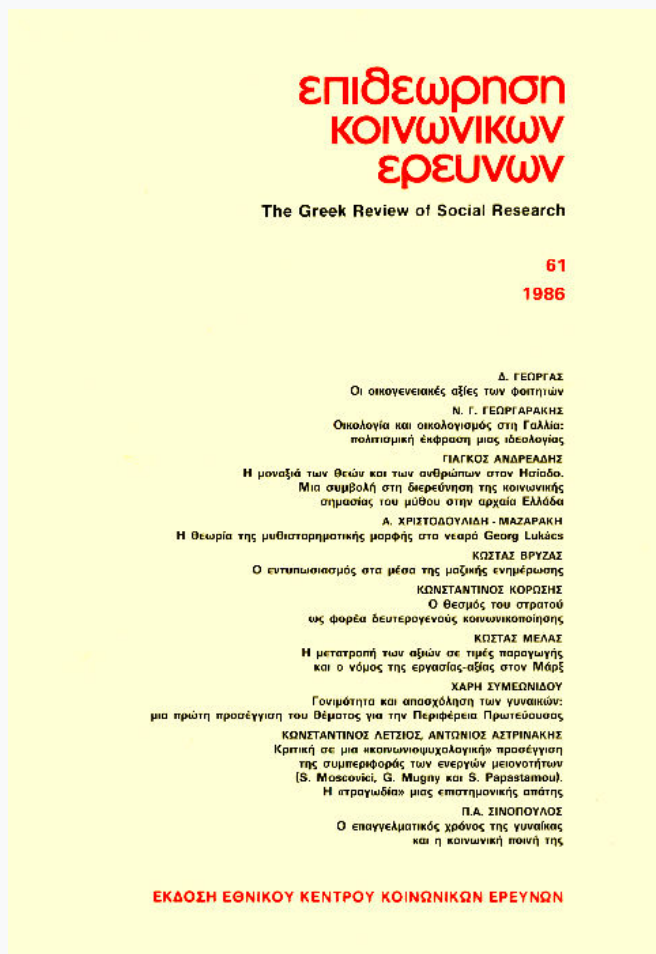 επιθεωρηση
κοινωνικων
ερευνων
The Greek Review of Social Research
61
1986
Δ. ΓΕΩΡΓΑΣ
Οι οικογενειακές αξίες των φοιτητών
Ν. Γ. ΓΕΩΡΓΑΡΑΚΗΣ
Οικολογία και οικολογισμός στη Γαλλία:
πολιτισμική έκφραση μιας ιδεολογίας
ΓΙΑΓΚΟΣ ΑΝΔΡΕΑΔΗΣ
Η μοναξιά των θεών και των ανθρώπων στον Ησίοδο.
Μια συμβολή στη διερεύνηση της κοινωνικής
σημασίας του μύθου στην αρχαία Ελλάδα
Α. ΧΡΙΣΤΟΔΟΥΛΙΔΗ - ΜΑΖΑΡΑΚΗ
Η θεωρία της μυθιστορηματικής μορφής στο νεαρό Georg Lukács
ΚΩΣΤΑΣ ΒΡΥΖΑΣ
Ο εντυπωσιασμός στα μέσα της μαζικής ενημέρωσης
ΚΩΝΣΤΑΝΤΙΝΟΣ ΚΟΡΩΣΗΣ
Ο θεσμός του στρατού
ως φορέα δευτερογενούς κοινωνικοποίησης
ΚΩΣΤΑΣ ΜΕΛΑΣ
Η μετατροπή των αξιών σε τιμές παραγωγής
και ο νόμος της εργασίας-αξίας στον Μάρξ
ΧΑΡΗ ΣΥΜΕΩΝΙΔΟΥ
Γονιμότητα και απασχόληση των γυναικών:
μια πρώτη προσέγγιση του θέματος για την Περιφέρεια Πρωτεύουσας
ΚΩΝΣΤΑΝΤΙΝΟΣ ΛΕΤΣΙΟΣ, ΑΝΤΩΝΙΟΣ ΑΣΤΡΙΝΑΚΗΣ
Κριτική σε μια «κοινωνιοψυχολογική» προσέγγιση
της συμπεριφοράς των ενεργών μειονοτήτων
(S. Moscovici, G. Mugny και S. Papastamou).
Η «τραγωδία» μιας επιστημονικής απάτης
Π.Α. ΣΙΝΟΠΟΥΛΟΣ
Ο επαγγελματικός χρόνος της γυναίκας
και η κοινωνική ποινή της
ΕΚΔΟΣΗ ΕΘΝΙΚΟΥ ΚΕΝΤΡΟΥ ΚΟΙΝΩΝΙΚΩΝ ΕΡΕΥΝΩΝ